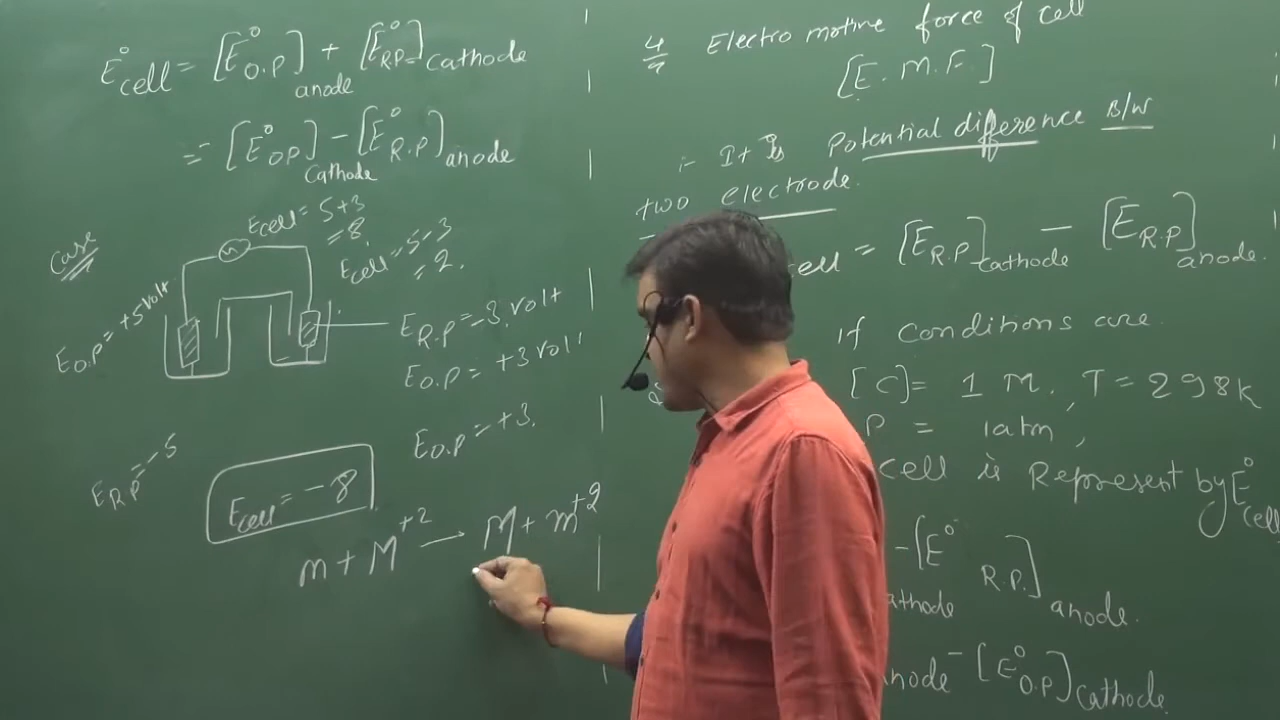 E°cell = [E°O.P]anode + [E°RP]Cathode
= [E°OP]Cathode - [E°R.P]anode
Case
Ecell = 5+3
= 8.
Ecell = 5-3
= 2.
EO.P = +5 volt
ER.P = -3. volt
EO.P = +3 volt
EO.P = +3.
ER.P = -5
Ecell = -8
m + M+2 → M + m+2
4/9 Electro motive force of cell
[E. M. F.]
:- It is Potential difference B/W
two electrode.
cell = [ER.P]cathode - [ER.P]anode.
If Conditions are
[C] = 1 M, T = 298K
P = 1atm,
cell is Represent by E°cell
- [E°R.P.]anode.
athode
node - [E°O.P]Cathode